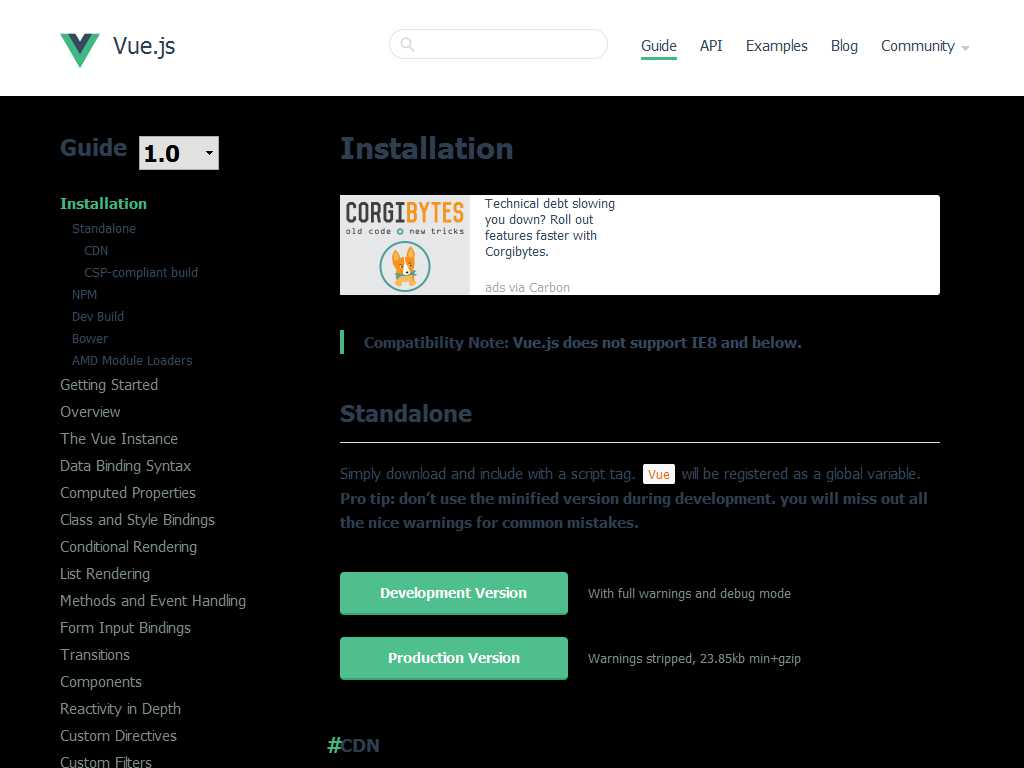 Vue.js
Guide API Examples Blog Community
Guide 1.0
Installation
Standalone
CDN
CSP-compliant build
NPM
Dev Build
Bower
AMD Module Loaders
Getting Started
Overview
The Vue Instance
Data Binding Syntax
Computed Properties
Class and Style Bindings
Conditional Rendering
List Rendering
Methods and Event Handling
Form Input Bindings
Transitions
Components
Reactivity in Depth
Custom Directives
Custom Filters
Installation
CORGIBYTES
old code new tricks
Technical debt slowing
you down? Roll out
features faster with
Corgibytes.
ads via Carbon
Compatibility Note: Vue.js does not support IE8 and below.
Standalone
Simply download and include with a script tag. Vue will be registered as a global variable.
Pro tip: don’t use the minified version during development. you will miss out all
the nice warnings for common mistakes.
Development Version With full warnings and debug mode
Production Version Warnings stripped, 23.85kb min+gzip
#CDN